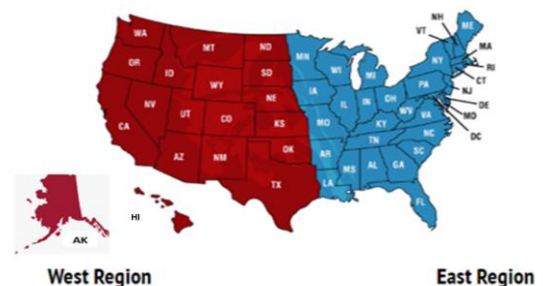 NH
VT
ME
WA
MT
ND
MN
MA
OR
ID
SD
WI
NY
RI
WY
MI
CT
IA
PA
NJ
NE
NV
UT
CO
IL
IN
OH
DE
WV
VA
MD
KS
MO
KY
DC
CA
NC
TN
OK
AZ
NM
AR
SC
MS
AL
GA
TX
LA
FL
HI
AK
West Region
East Region